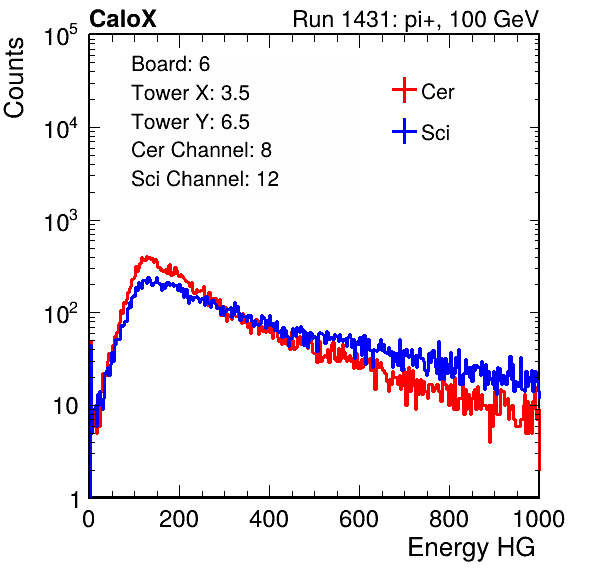 CaloX Run 1431: pi+, 100 GeV
Counts
Board: 6
Tower X: 3.5
Tower Y: 6.5
Cer Channel: 8
Sci Channel: 12
Cer
Sci
10^5
10^4
10^3
10^2
10
1
0 200 400 600 800 1000
Energy HG